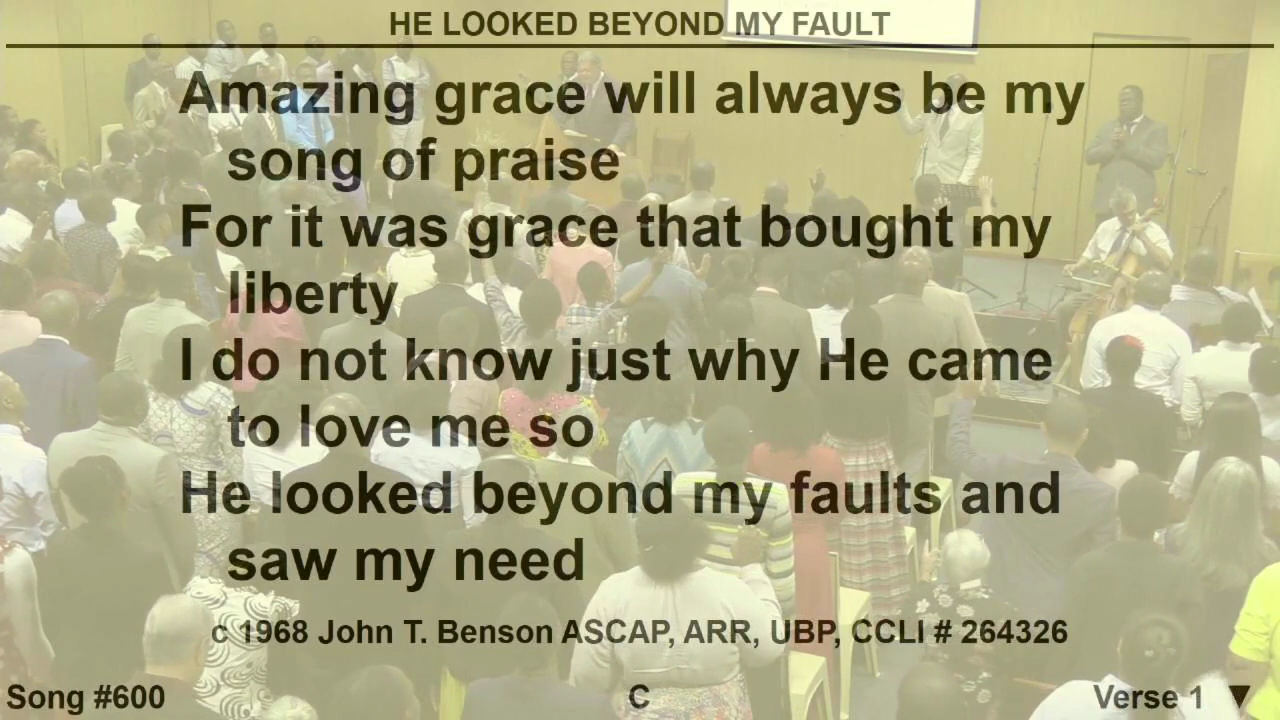 HE LOOKED BEYOND MY FAULT
Amazing grace will always be my
song of praise
For it was grace that bought my
liberty
I do not know just why He came
to love me so
He looked beyond my faults and
saw my need
c 1968 John T. Benson ASCAP, ARR, UBP, CCLI # 264326
Song #600
C
Verse 1 ▼